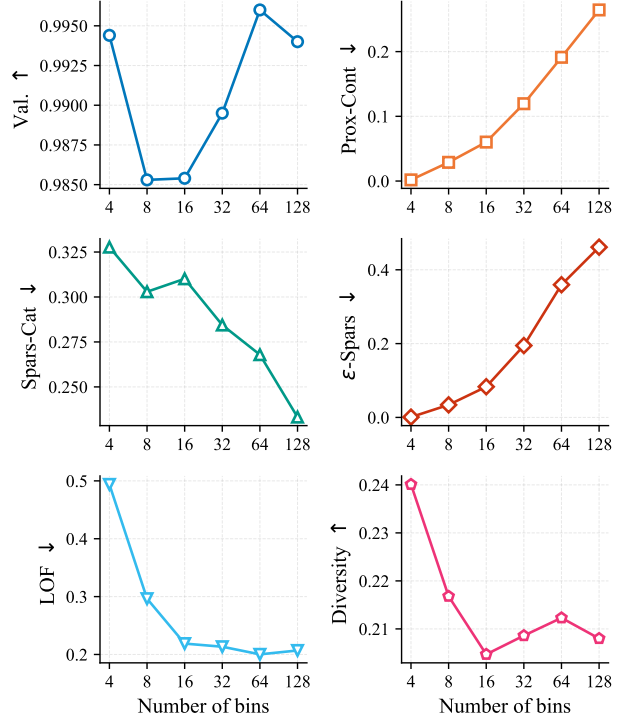 Val. ↑
0.9950
0.9925
0.9900
0.9875
0.9850
4 8 16 32 64 128
Prox-Cont ↓
0.2
0.1
0.0
4 8 16 32 64 128
Spars-Cat ↓
0.325
0.300
0.275
0.250
4 8 16 32 64 128
ε-Spars ↓
0.4
0.2
0.0
4 8 16 32 64 128
LOF ↓
0.5
0.4
0.3
0.2
4 8 16 32 64 128
Number of bins
Diversity ↑
0.24
0.23
0.22
0.21
4 8 16 32 64 128
Number of bins